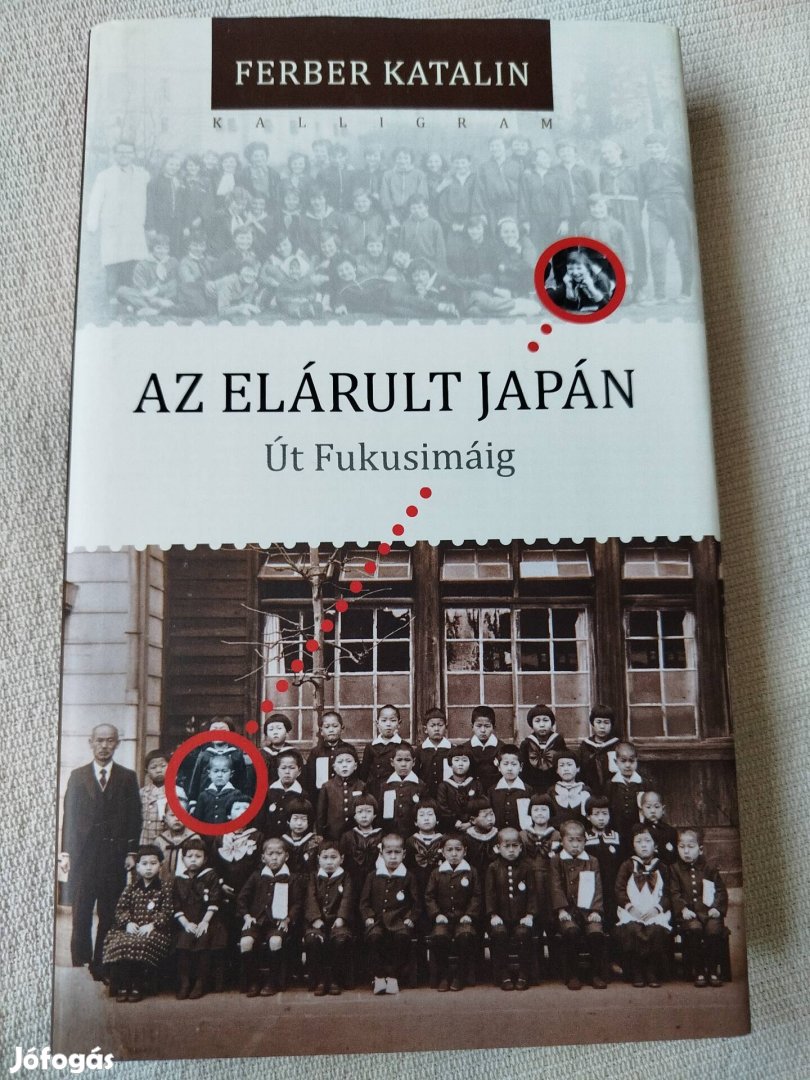 FERBER KATALIN
KALLIGRAM
AZ ELÁRULT JAPÁN
Út Fukusimáig
Jófogás